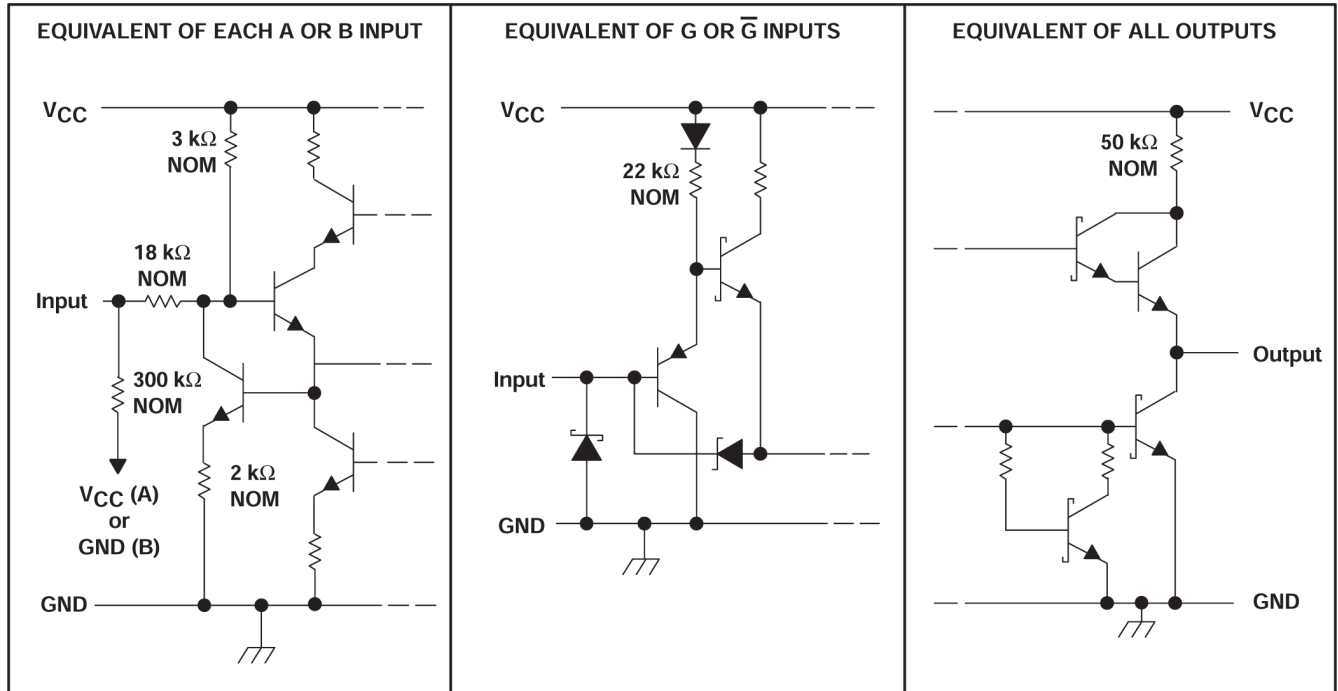 EQUIVALENT OF EACH A OR B INPUT
VCC
3 kΩ
NOM
18 kΩ
NOM
Input
300 kΩ
NOM
2 kΩ
NOM
VCC (A)
or
GND (B)
GND
EQUIVALENT OF G OR G̅ INPUTS
VCC
22 kΩ
NOM
Input
GND
EQUIVALENT OF ALL OUTPUTS
VCC
50 kΩ
NOM
Output
GND